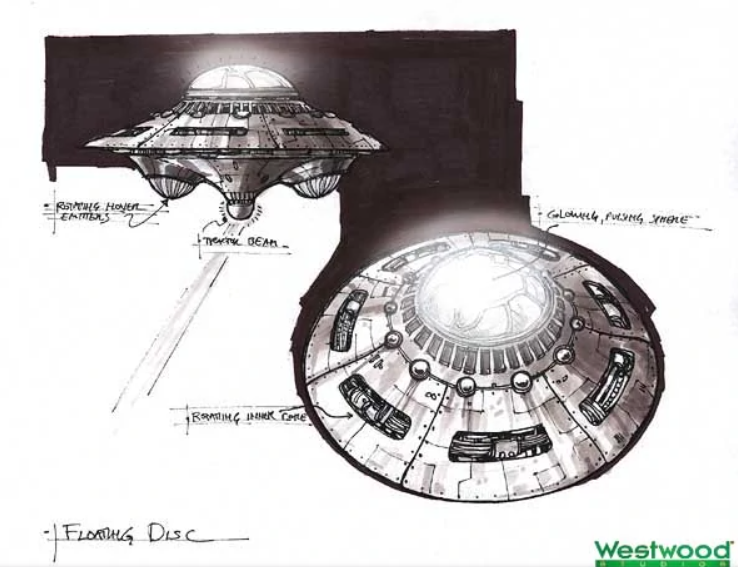 ROTATING HOVER
EMITTERS
TRACTOR BEAM
GLOWING, PULSING SPHERE
ROTATING INNER CORE
FLOATING DISC
Westwood
STUDIOS